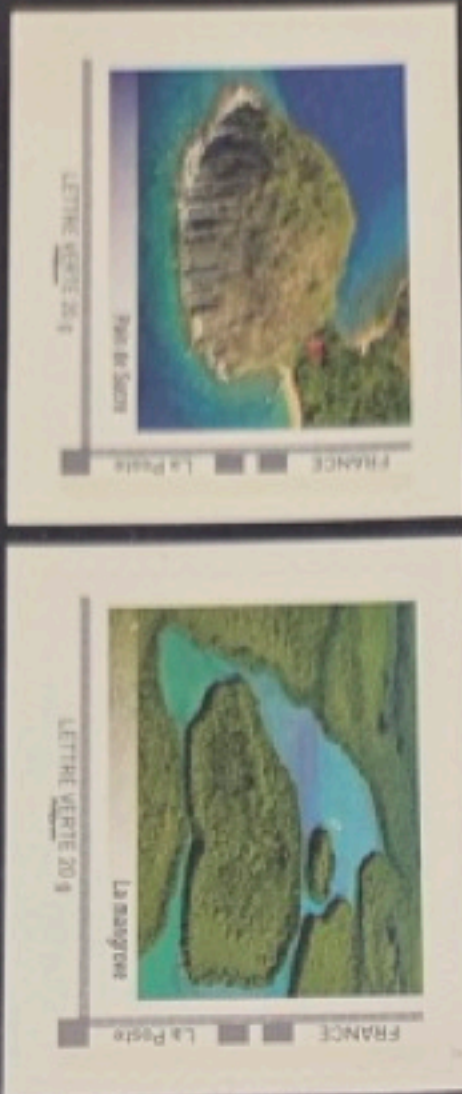 Pain de Sucre
LETTRE VERTE 20 g
FRANCE
La Poste
La mangrove
LETTRE VERTE 20 g
FRANCE
La Poste